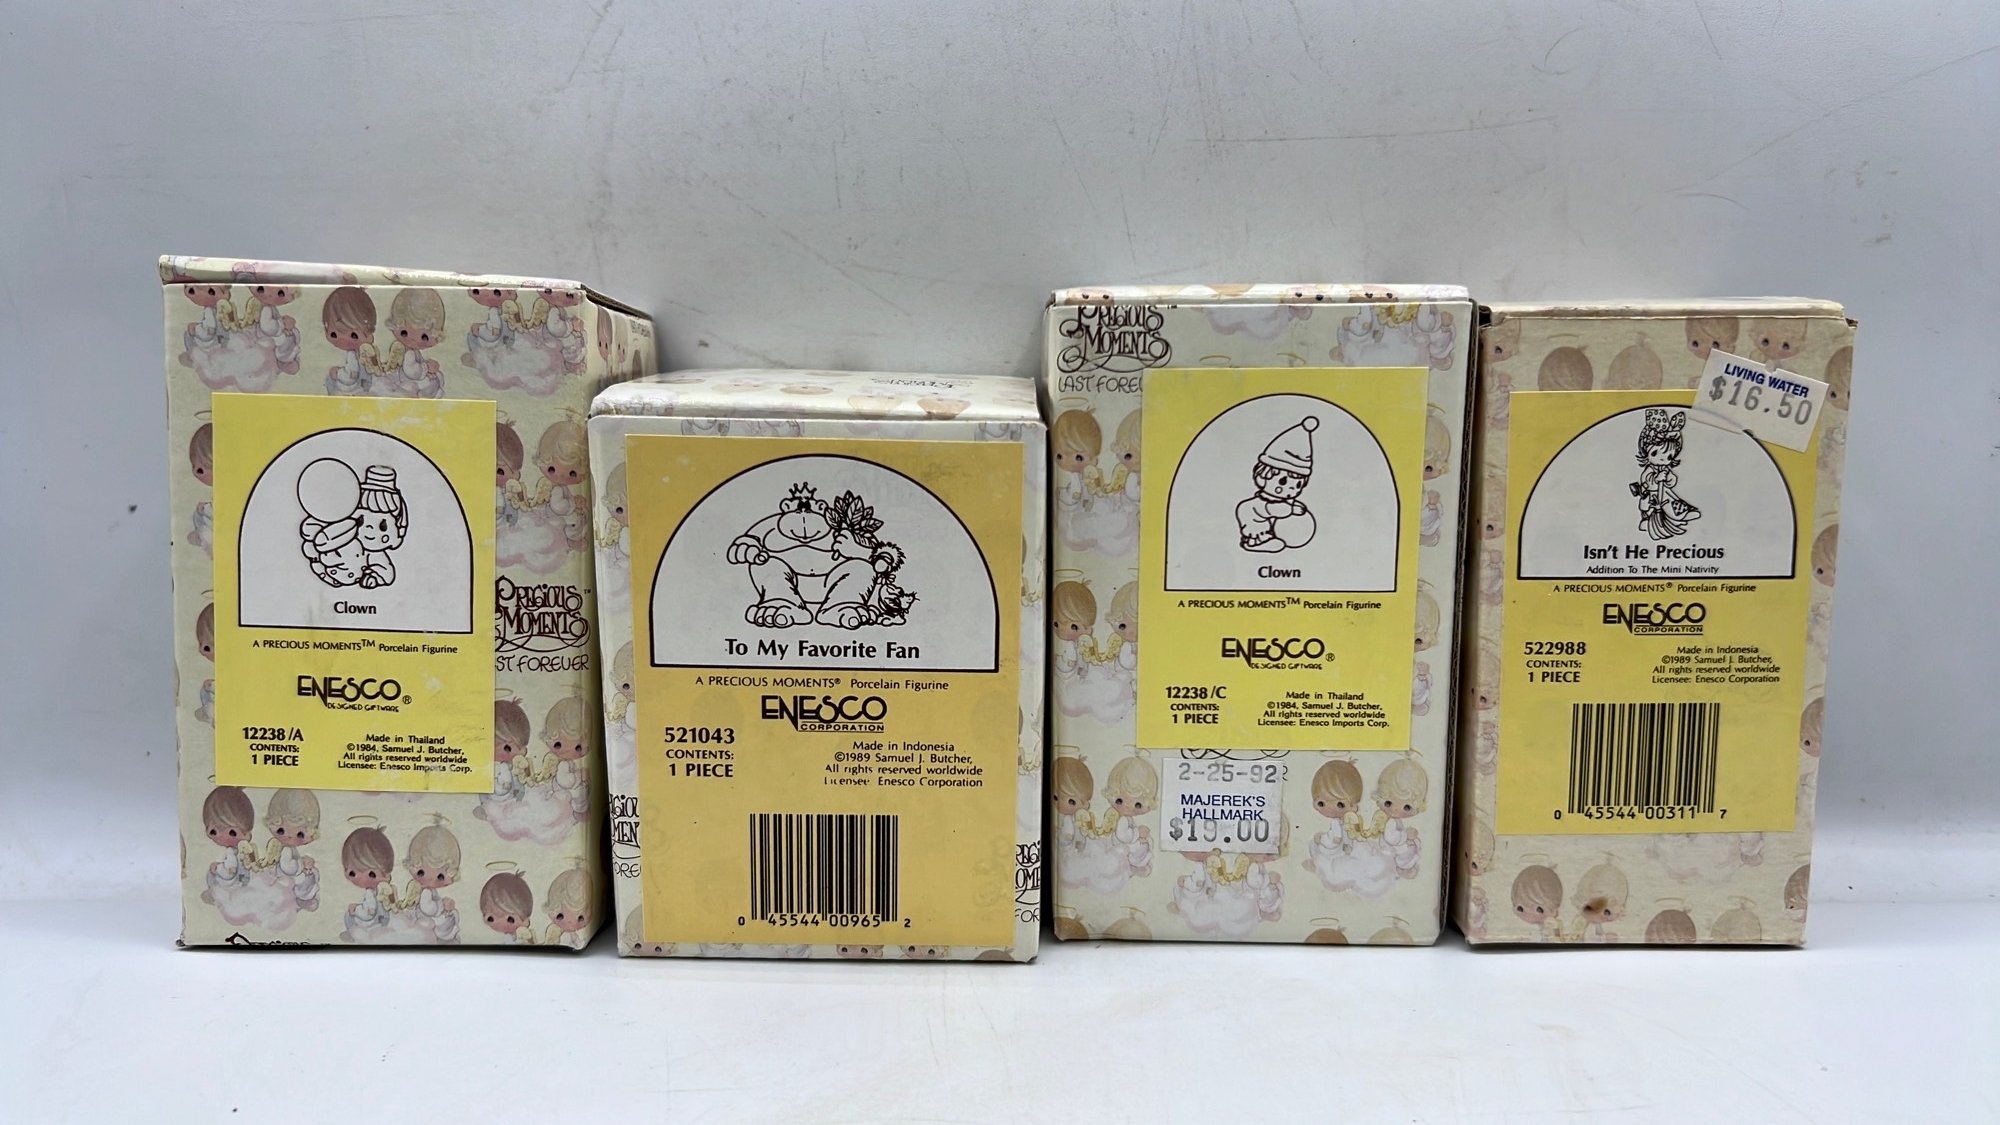 Clown
A PRECIOUS MOMENTS™ Porcelain Figurine
ENESCO®
DESIGNED GIFTWARE
12238/A
CONTENTS:
1 PIECE
Made in Thailand
©1984, Samuel J. Butcher,
All rights reserved worldwide
Licensee: Enesco Imports Corp.
PRECIOUS MOMENTS™
ST FOREVER
To My Favorite Fan
A PRECIOUS MOMENTS® Porcelain Figurine
ENESCO
CORPORATION
521043
CONTENTS:
1 PIECE
Made in Indonesia
©1989 Samuel J. Butcher,
All rights reserved worldwide
Licensee: Enesco Corporation
0 45544 00965 2
PRECIOUS MOMENTS™
LAST FOREV
Clown
A PRECIOUS MOMENTS™ Porcelain Figurine
ENESCO®
DESIGNED GIFTWARE
12238/C
CONTENTS:
1 PIECE
Made in Thailand
©1984, Samuel J. Butcher,
All rights reserved worldwide
Licensee: Enesco Imports Corp.
2-25-92
MAJEREK'S
HALLMARK
$19.00
LIVING WATER
$16.50
Isn't He Precious
Addition To The Mini Nativity
A PRECIOUS MOMENTS® Porcelain Figurine
ENESCO
CORPORATION
522988
CONTENTS:
1 PIECE
Made in Indonesia
©1989 Samuel J. Butcher,
All rights reserved worldwide
Licensee: Enesco Corporation
0 45544 00311 7